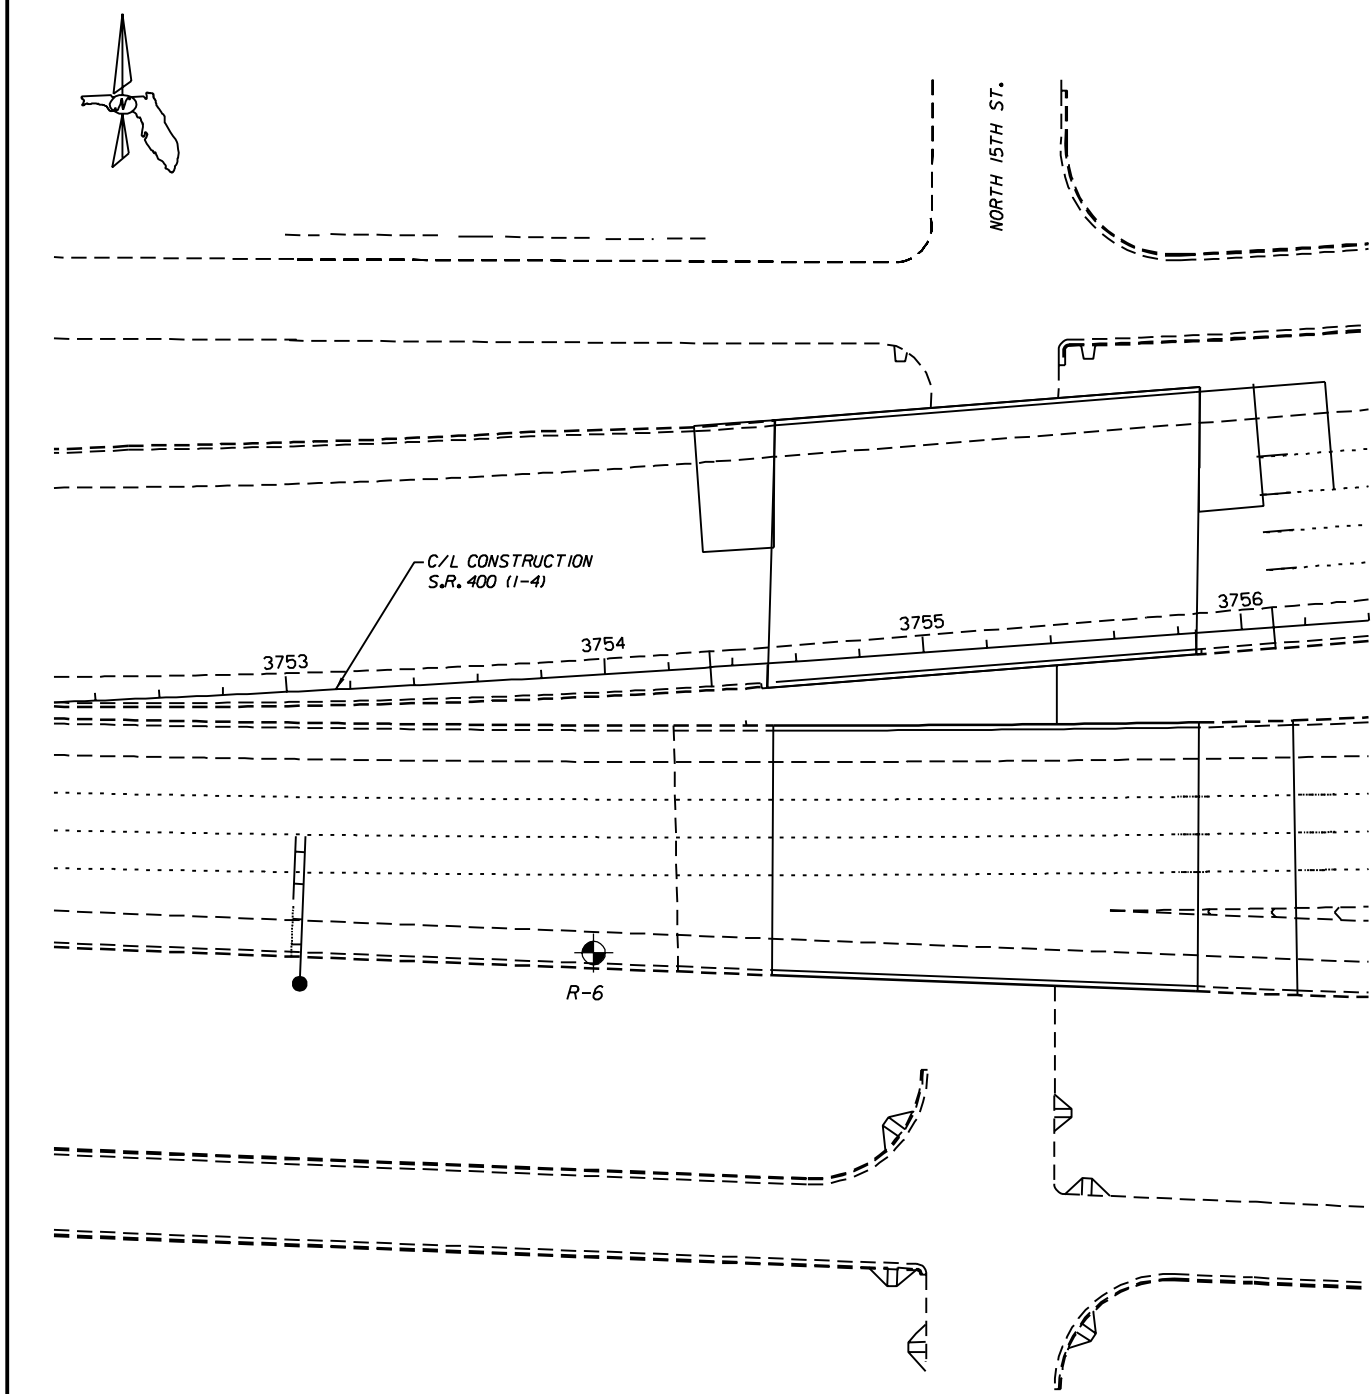 N
NORTH 15TH ST.
C/L CONSTRUCTION
S.R. 400 (I-4)
3753
3754
3755
3756
R-6